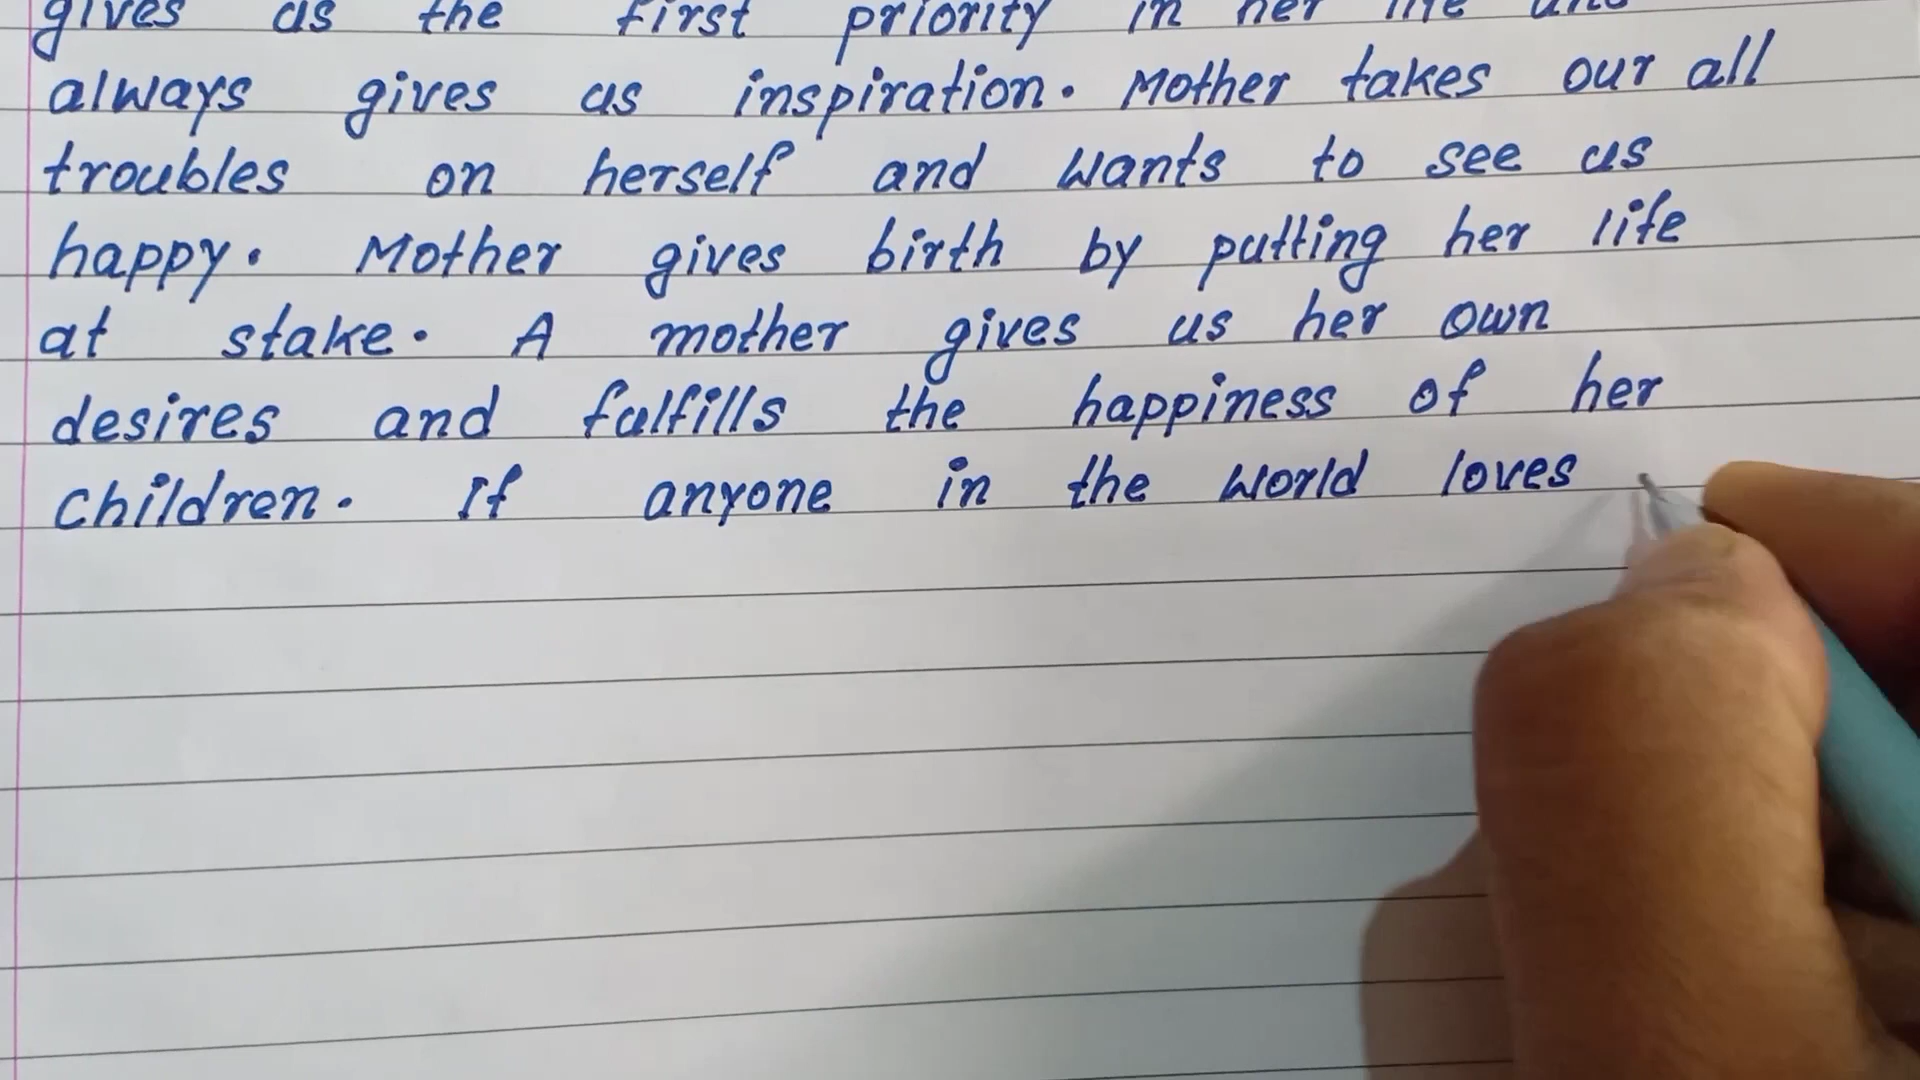 gives us the first priority in her life and
always gives us inspiration. Mother takes our all
troubles on herself and wants to see us
happy. Mother gives birth by putting her life
at stake. A mother gives us her own
desires and fulfills the happiness of her
children. If anyone in the world loves